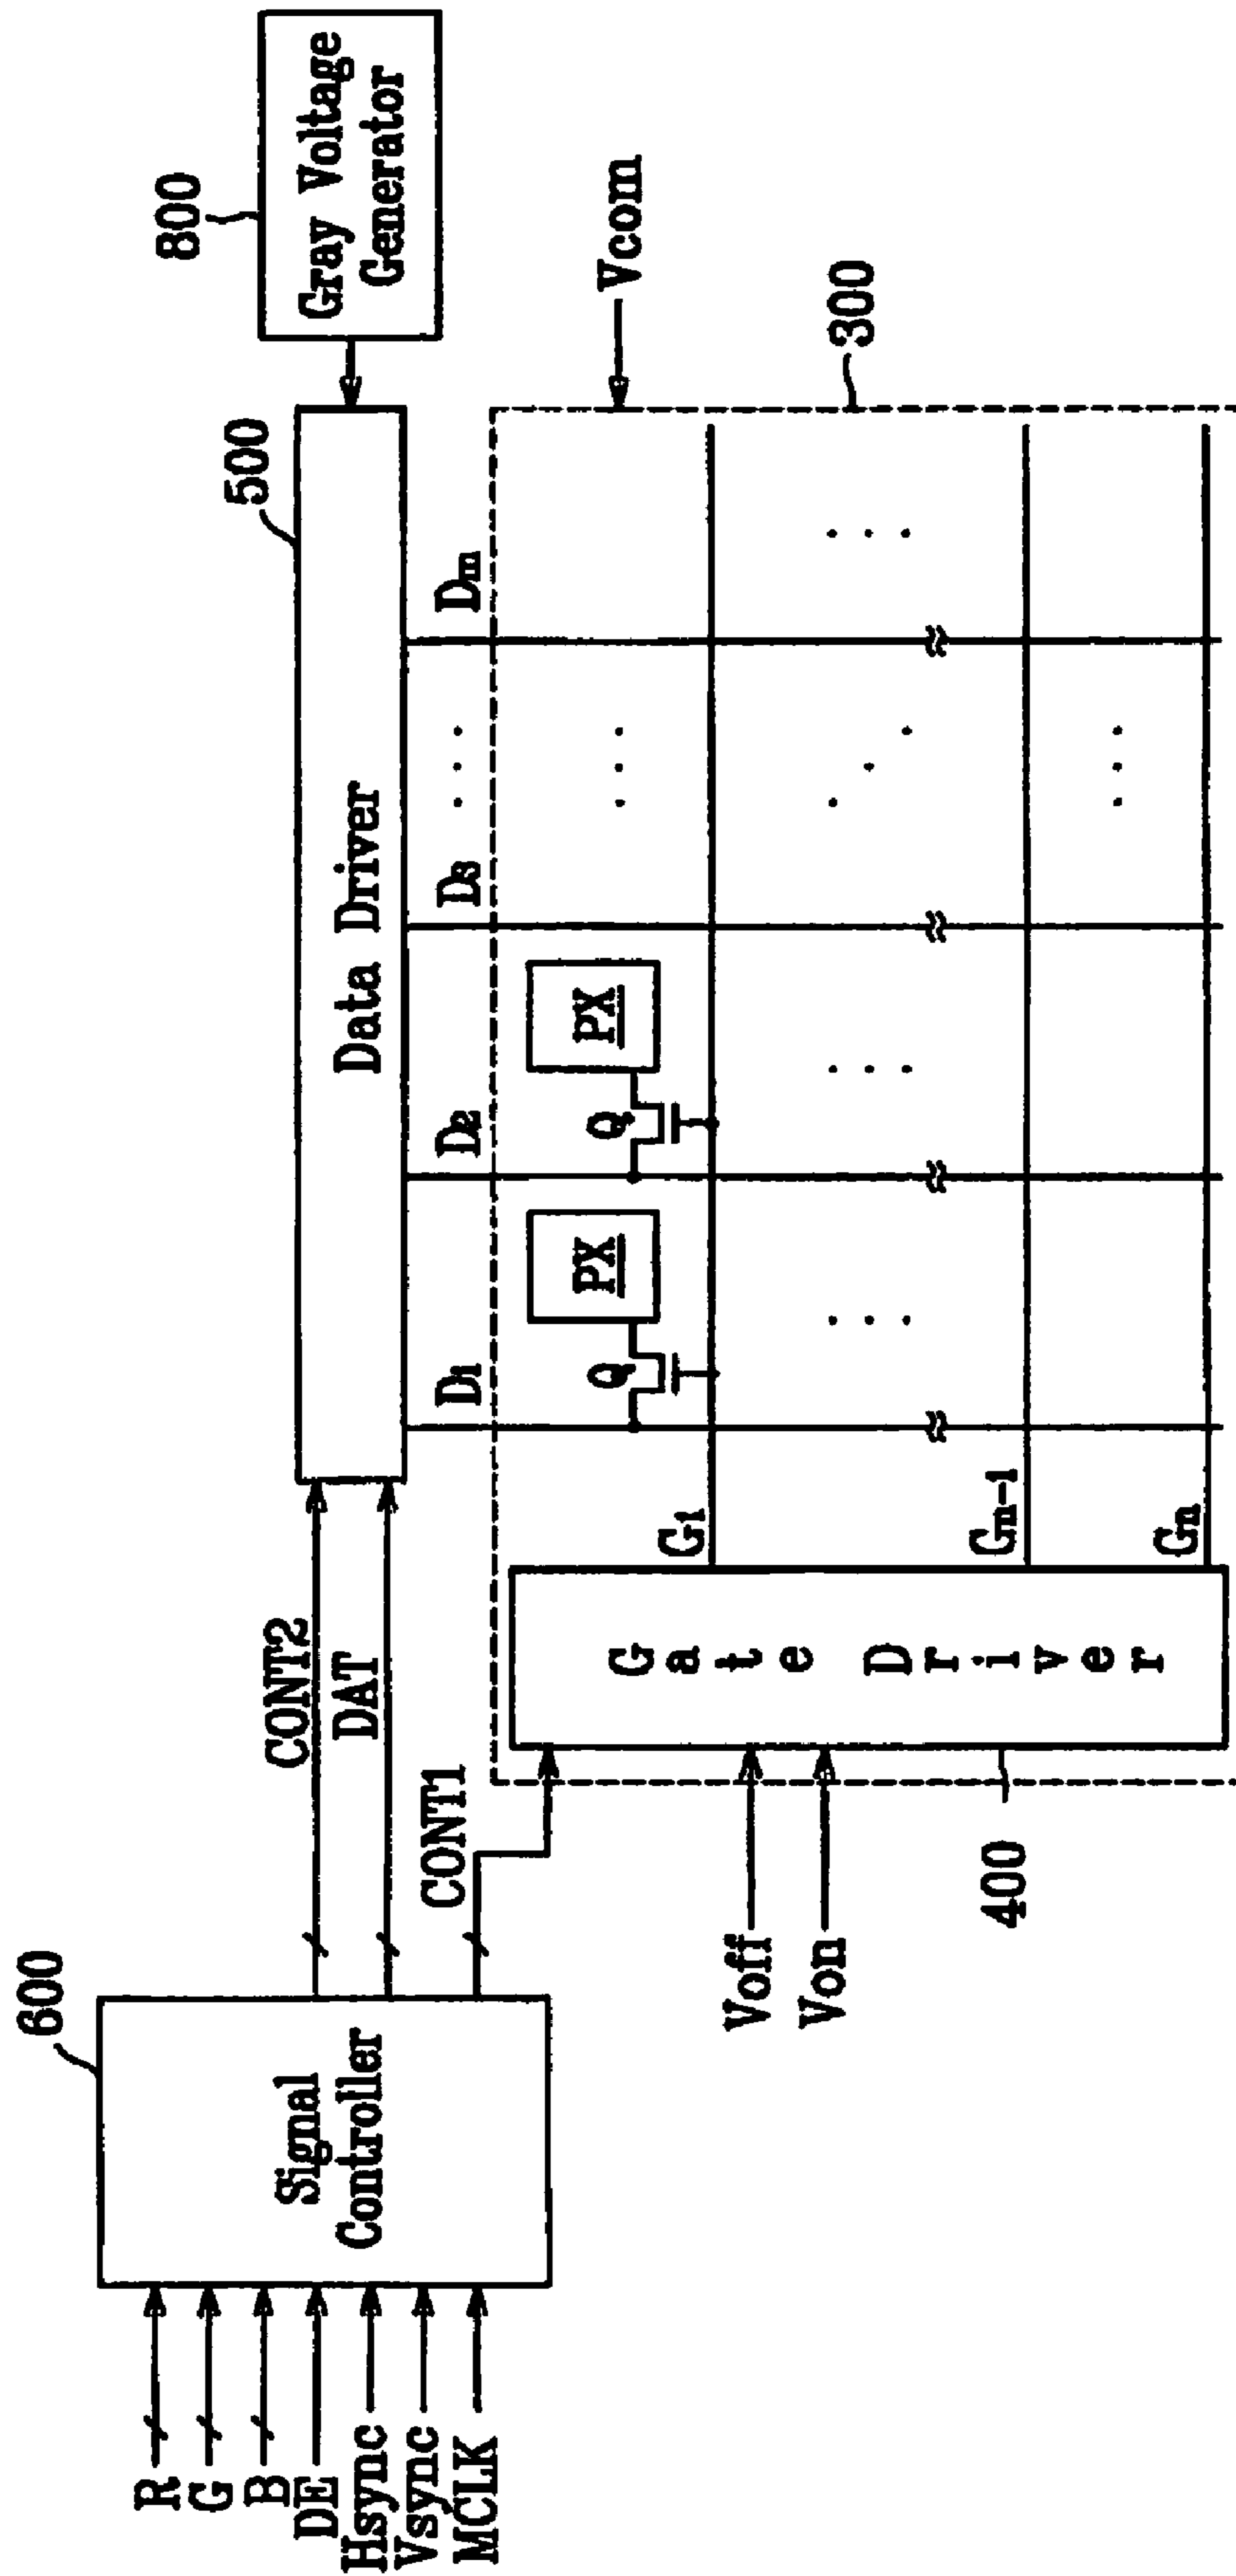 800
Gray Voltage
Generator
500
Data Driver
600
Signal
Controller
R
G
B
DE
Hsync
Vsync
MCLK
CONT2
DAT
CONT1
D1
D2
D3
Dm
Vcom
300
Q
PX
Q
PX
G1
Gn-1
Gn
Gate Driver
Voff
Von
400